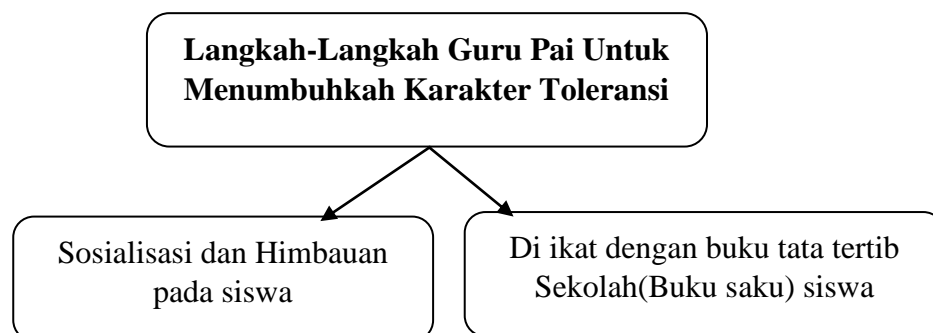 Langkah-Langkah Guru Pai Untuk
Menumbuhkah Karakter Toleransi
Sosialisasi dan Himbauan
pada siswa
Di ikat dengan buku tata tertib
Sekolah(Buku saku) siswa